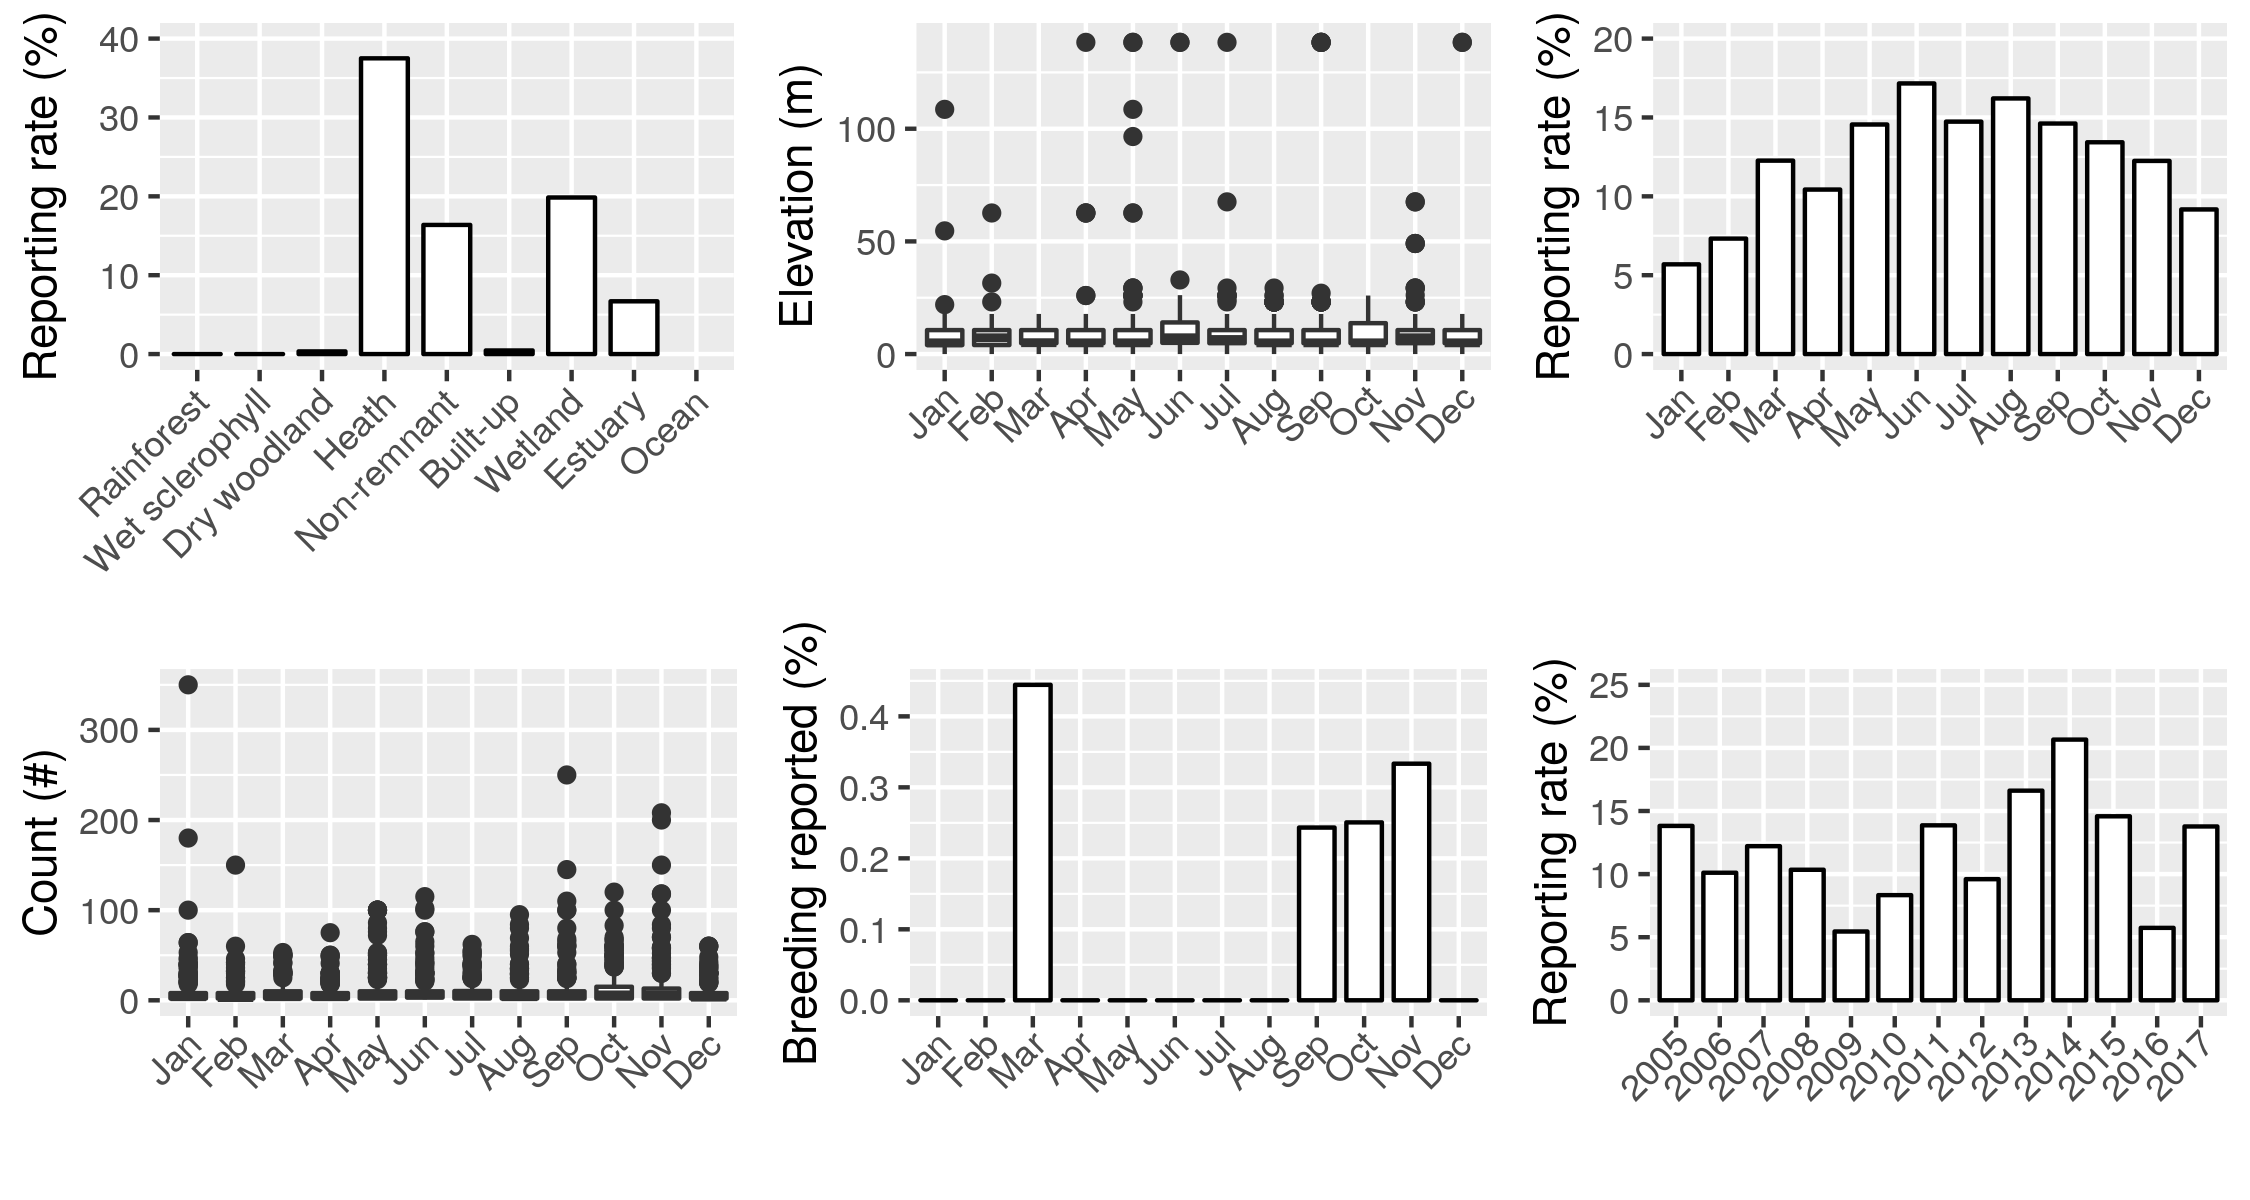 Reporting rate (%)
40
30
20
10
0
Rainforest
Wet sclerophyll
Dry woodland
Heath
Non-remnant
Built-up
Wetland
Estuary
Ocean
Elevation (m)
100
50
0
Jan
Feb
Mar
Apr
May
Jun
Jul
Aug
Sep
Oct
Nov
Dec
Reporting rate (%)
20
15
10
5
0
Jan
Feb
Mar
Apr
May
Jun
Jul
Aug
Sep
Oct
Nov
Dec
Count (#)
300
200
100
0
Jan
Feb
Mar
Apr
May
Jun
Jul
Aug
Sep
Oct
Nov
Dec
Breeding reported (%)
0.4
0.3
0.2
0.1
0.0
Jan
Feb
Mar
Apr
May
Jun
Jul
Aug
Sep
Oct
Nov
Dec
Reporting rate (%)
25
20
15
10
5
0
2005
2006
2007
2008
2009
2010
2011
2012
2013
2014
2015
2016
2017